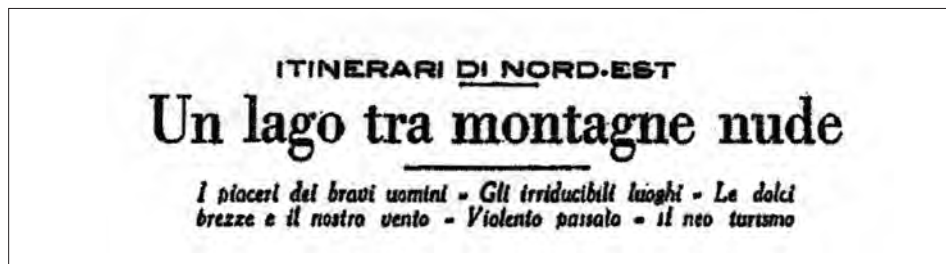 ITINERARI DI NORD-EST
Un lago tra montagne nude
I piaceri dei bravi uomini - Gli irriducibili luoghi - Le dolci
brezze e il nostro vento - Violento passato - il neo turismo